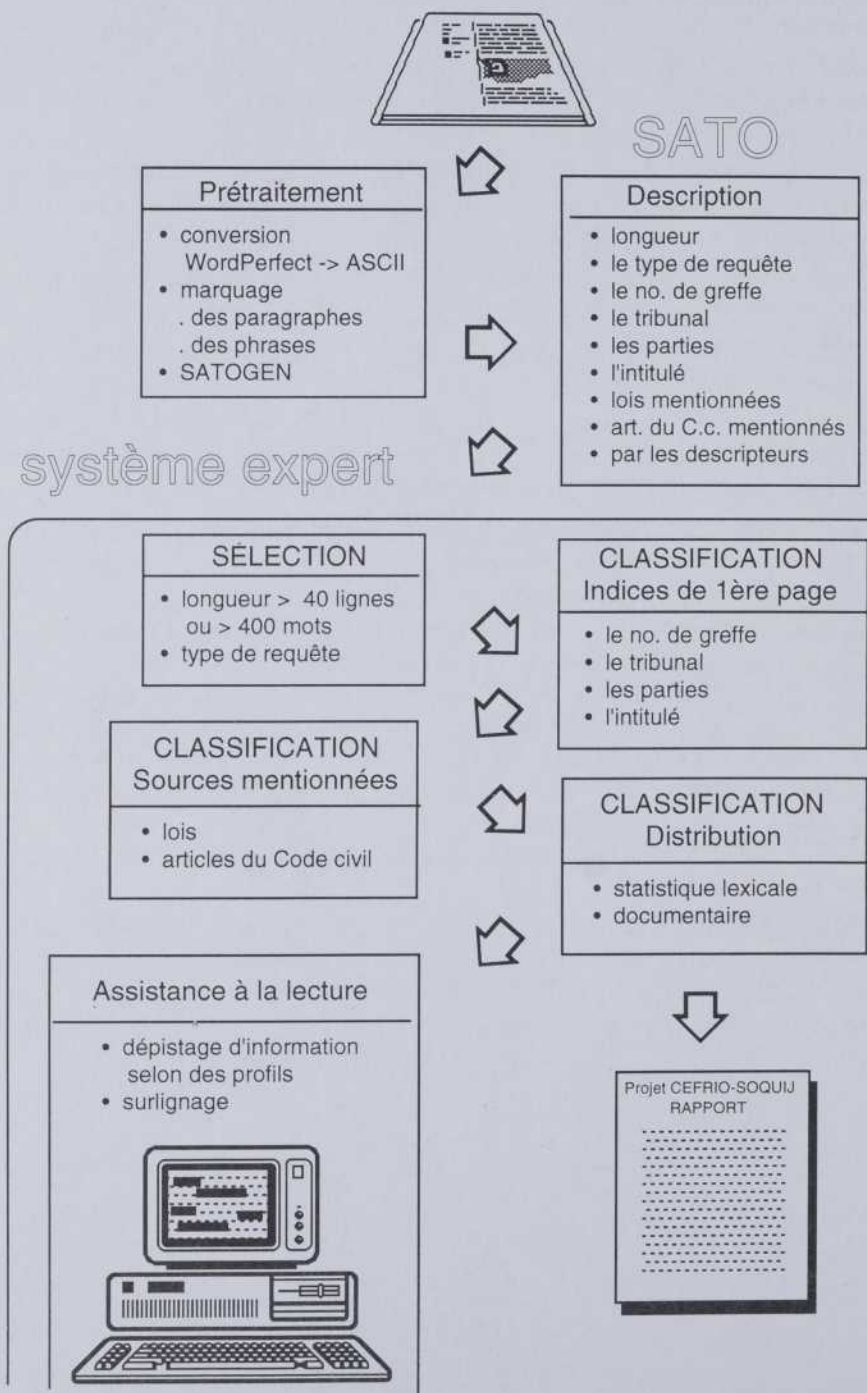 SATO
Prétraitement
• conversion
WordPerfect -> ASCII
• marquage
. des paragraphes
. des phrases
• SATOGEN
Description
• longueur
• le type de requête
• le no. de greffe
• le tribunal
• les parties
• l'intitulé
• lois mentionnées
• art. du C.c. mentionnés
• par les descripteurs
système expert
SÉLECTION
• longueur > 40 lignes
ou > 400 mots
• type de requête
CLASSIFICATION
Indices de 1ère page
• le no. de greffe
• le tribunal
• les parties
• l'intitulé
CLASSIFICATION
Sources mentionnées
• lois
• articles du Code civil
CLASSIFICATION
Distribution
• statistique lexicale
• documentaire
Assistance à la lecture
• dépistage d'information
selon des profils
• surlignage
Projet CEFRIO-SOQUIJ
RAPPORT